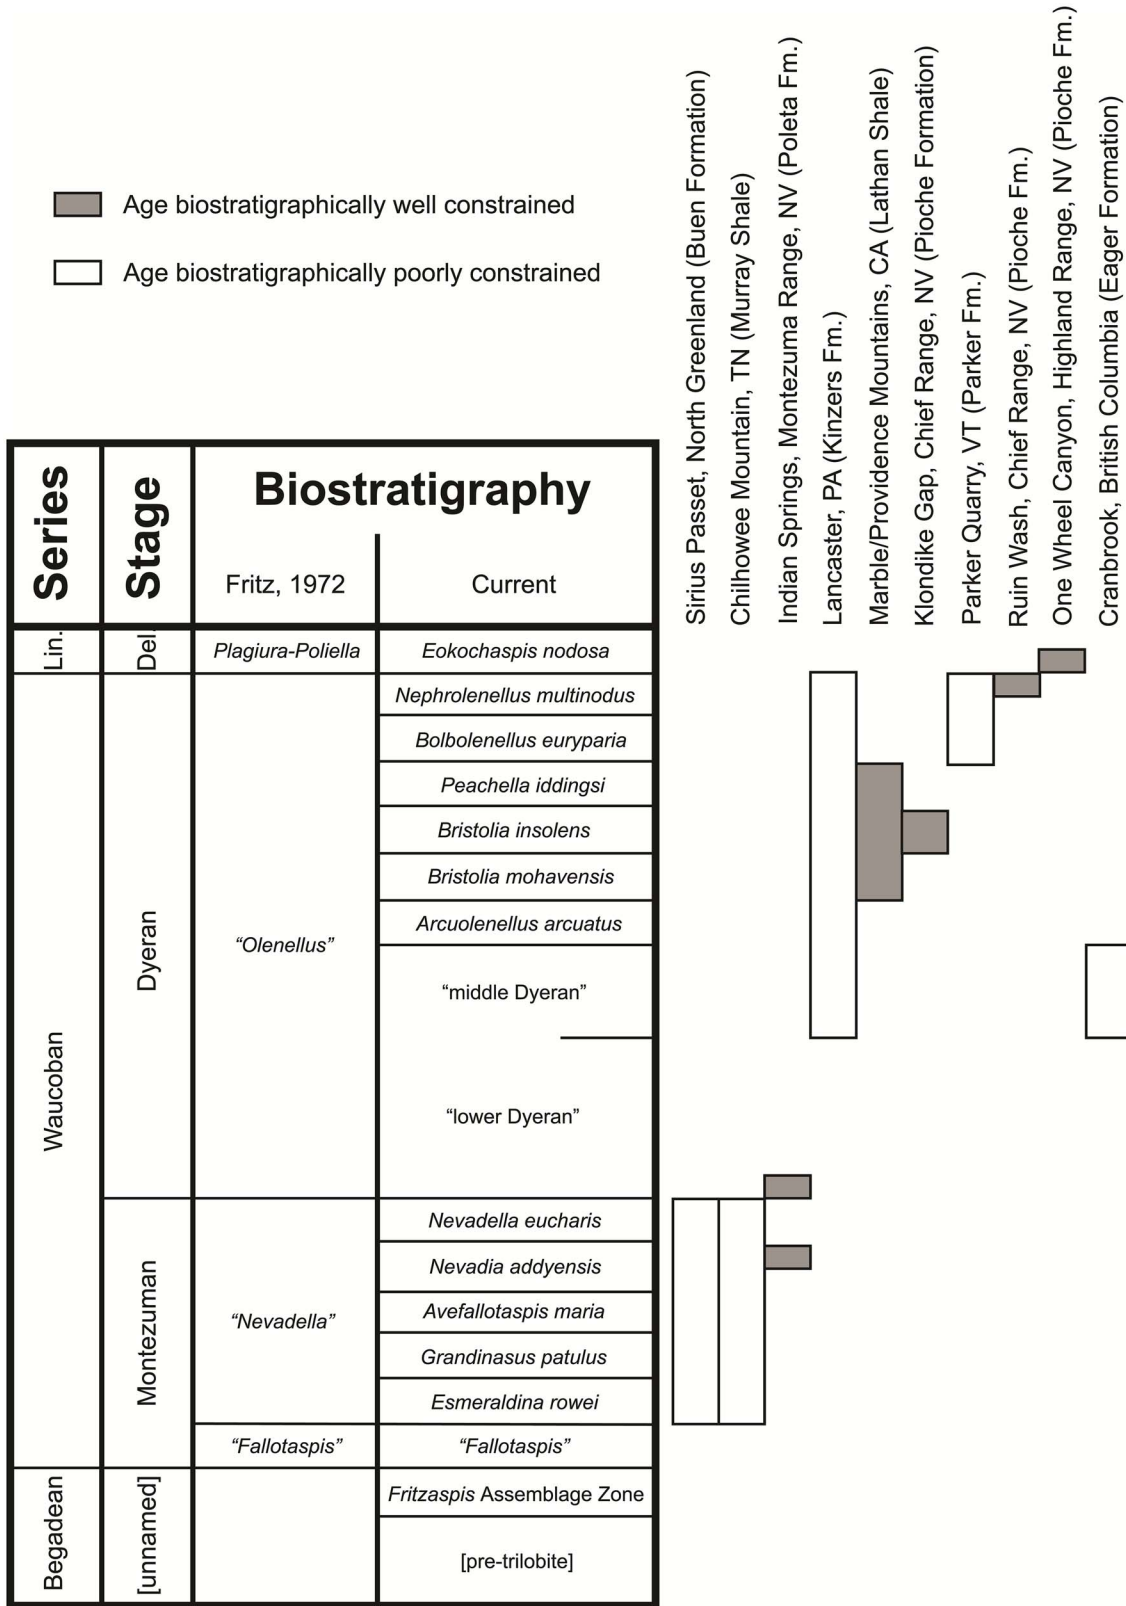 Age biostratigraphically well constrained
Age biostratigraphically poorly constrained
Sirius Passet, North Greenland (Buen Formation)
Chilhowee Mountain, TN (Murray Shale)
Indian Springs, Montezuma Range, NV (Poleta Fm.)
Lancaster, PA (Kinzers Fm.)
Marble/Providence Mountains, CA (Lathan Shale)
Klondike Gap, Chief Range, NV (Pioche Formation)
Parker Quarry, VT (Parker Fm.)
Ruin Wash, Chief Range, NV (Pioche Fm.)
One Wheel Canyon, Highland Range, NV (Pioche Fm.)
Cranbrook, British Columbia (Eager Formation)
Series
Stage
Biostratigraphy
Fritz, 1972
Current
Lin.
Del.
Plagiura-Poliella
Eokochaspis nodosa
Waucoban
Dyeran
“Olenellus”
Nephrolenellus multinodus
Bolbolenellus euryparia
Peachella iddingsi
Bristolia insolens
Bristolia mohavensis
Arcuolenellus arcuatus
“middle Dyeran”
“lower Dyeran”
Montezuman
“Nevadella”
Nevadella eucharis
Nevadia addyensis
Avefallotaspis maria
Grandinasus patulus
Esmeraldina rowei
“Fallotaspis”
“Fallotaspis”
Begadean
[unnamed]
Fritzaspis Assemblage Zone
[pre-trilobite]